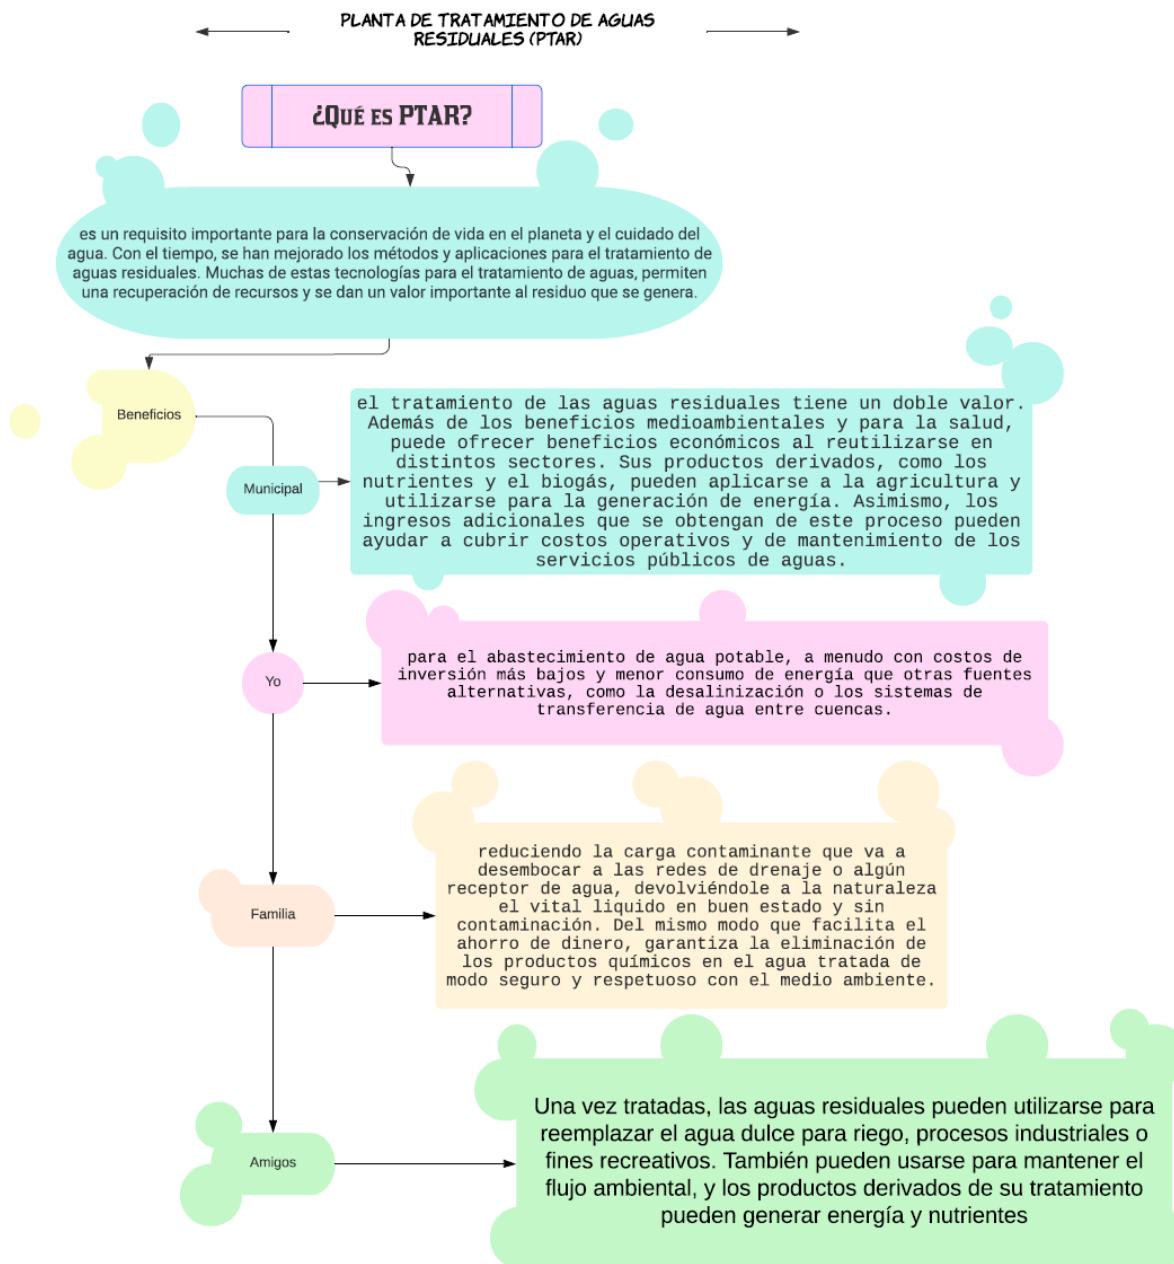 PLANTA DE TRATAMIENTO DE AGUAS
RESIDUALES (PTAR)
¿QUÉ ES PTAR?
es un requisito importante para la conservación de vida en el planeta y el cuidado del
agua. Con el tiempo, se han mejorado los métodos y aplicaciones para el tratamiento de
aguas residuales. Muchas de estas tecnologías para el tratamiento de aguas, permiten
una recuperación de recursos y se dan un valor importante al residuo que se genera.
Beneficios
Municipal
el tratamiento de las aguas residuales tiene un doble valor.
Además de los beneficios medioambientales y para la salud,
puede ofrecer beneficios económicos al reutilizarse en
distintos sectores. Sus productos derivados, como los
nutrientes y el biogás, pueden aplicarse a la agricultura y
utilizarse para la generación de energía. Asimismo, los
ingresos adicionales que se obtengan de este proceso pueden
ayudar a cubrir costos operativos y de mantenimiento de los
servicios públicos de aguas.
Yo
para el abastecimiento de agua potable, a menudo con costos de
inversión más bajos y menor consumo de energía que otras fuentes
alternativas, como la desalinización o los sistemas de
transferencia de agua entre cuencas.
Familia
reduciendo la carga contaminante que va a
desembocar a las redes de drenaje o algún
receptor de agua, devolviéndole a la naturaleza
el vital liquido en buen estado y sin
contaminación. Del mismo modo que facilita el
ahorro de dinero, garantiza la eliminación de
los productos químicos en el agua tratada de
modo seguro y respetuoso con el medio ambiente.
Amigos
Una vez tratadas, las aguas residuales pueden utilizarse para
reemplazar el agua dulce para riego, procesos industriales o
fines recreativos. También pueden usarse para mantener el
flujo ambiental, y los productos derivados de su tratamiento
pueden generar energía y nutrientes